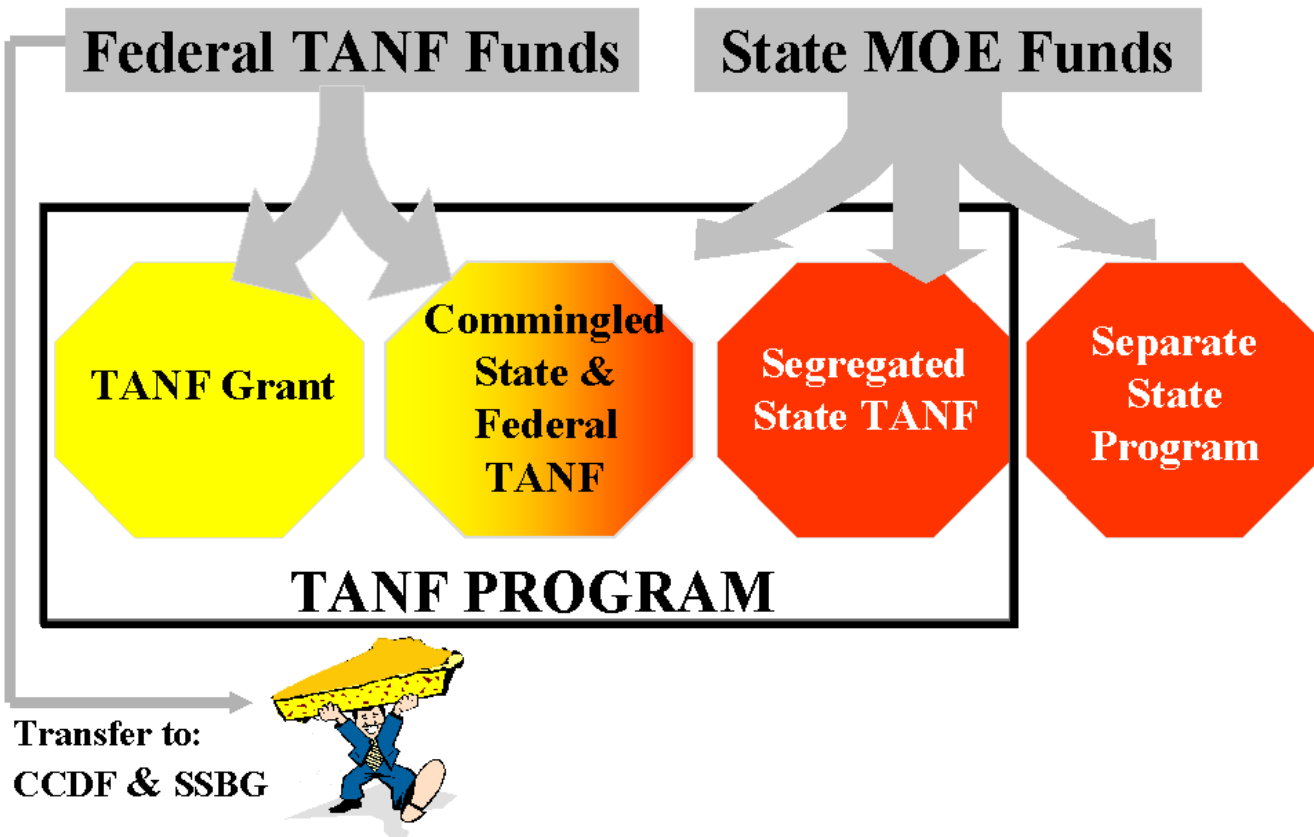 Federal TANF Funds
State MOE Funds
TANF Grant
Commingled
State &
Federal
TANF
Segregated
State TANF
Separate
State
Program
TANF PROGRAM
Transfer to:
CCDF & SSBG